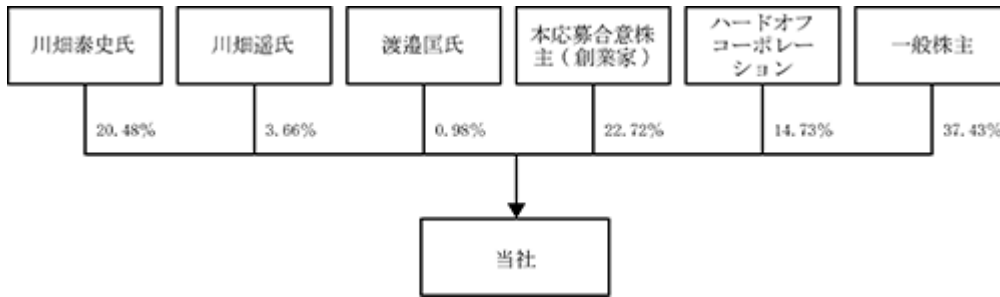 川畑泰史氏
川畑遥氏
渡邉匡氏
本応募合意株
主（創業家）
ハードオフ
コーポレー
ション
一般株主
20.48%
3.66%
0.98%
22.72%
14.73%
37.43%
当社